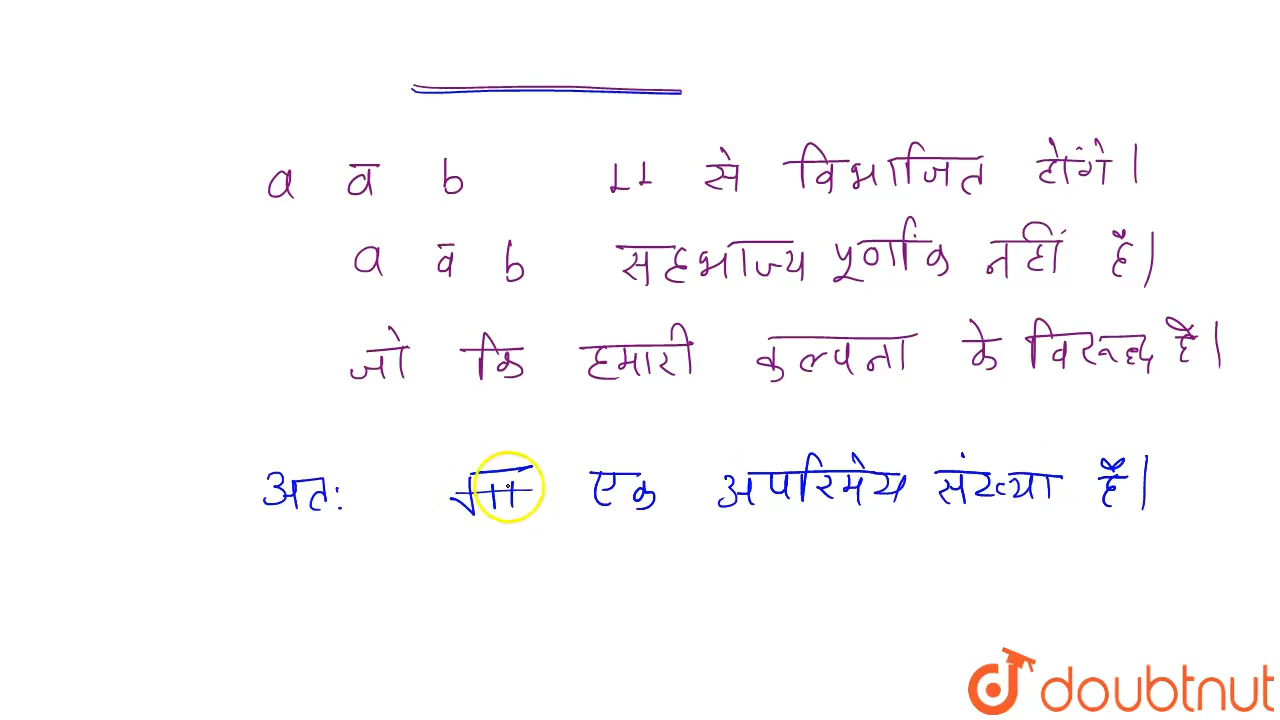 a व b 11 से विभाजित होंगे।
a व b सहभाज्य पूर्णांक नहीं है।
जो कि हमारी कल्पना के विरूद्ध है।
अतः √11 एक अपरिमेय संख्या है।
doubtnut